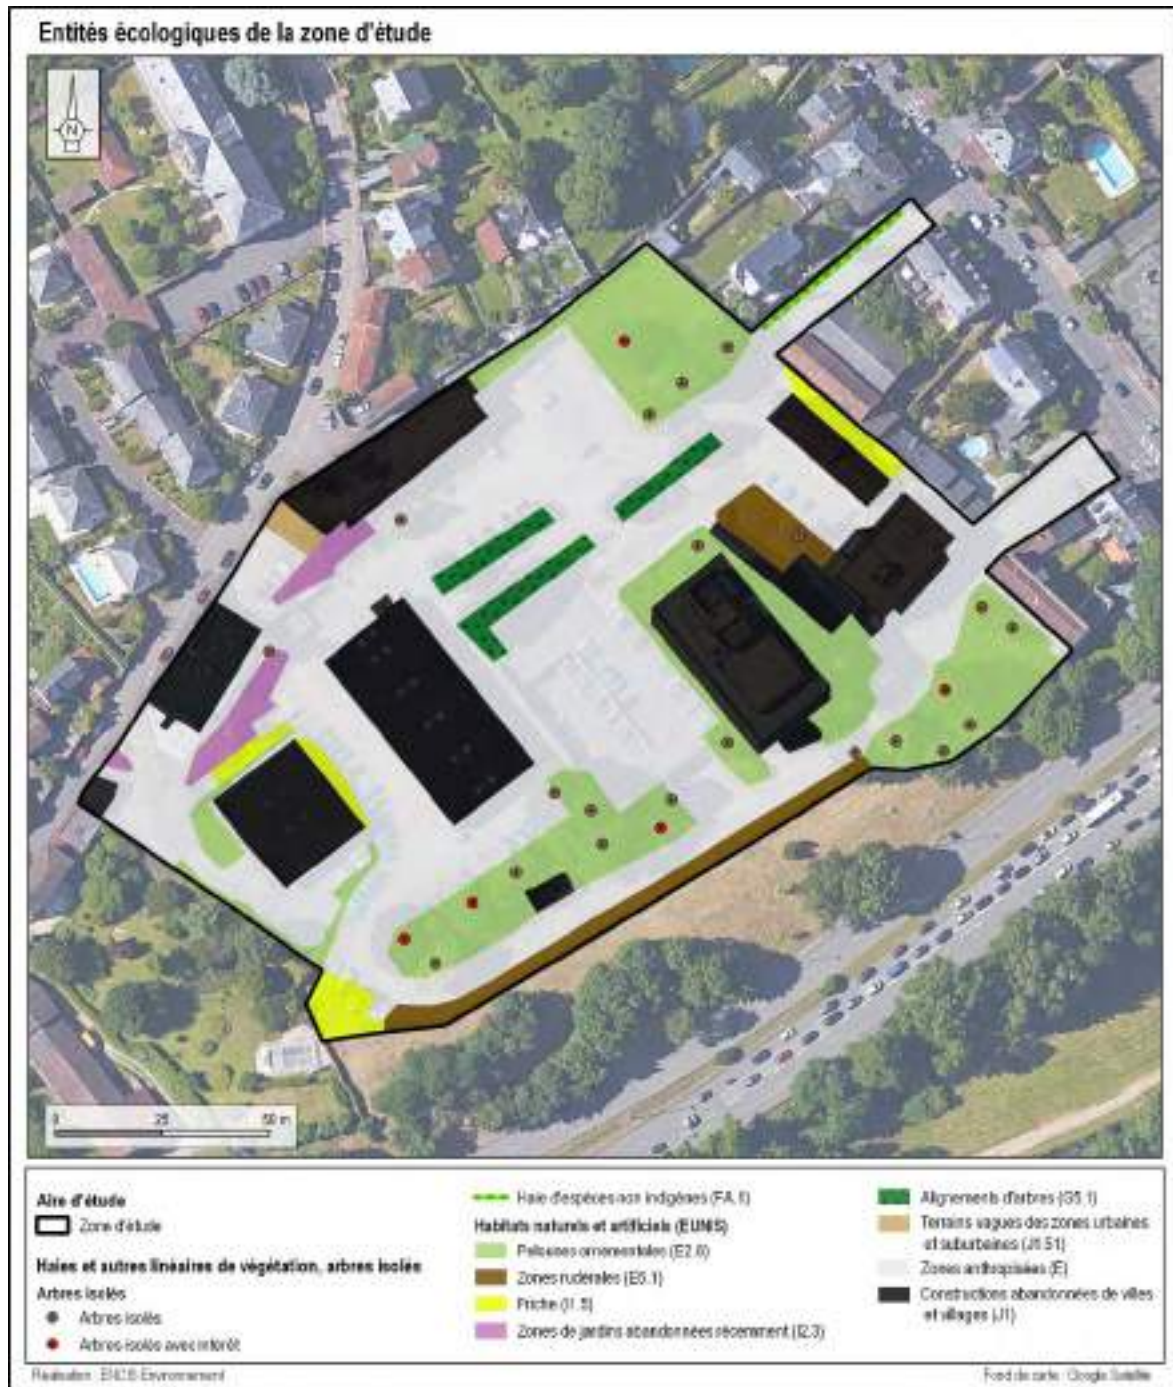 Entités écologiques de la zone d'étude
N
0 25 50 m
Aire d'étude
Zone d'étude
Haies et autres linéaires de végétation, arbres isolés
Arbres isolés
Arbres isolés
Arbres isolés avec intérêt
Haie d'espèces non indigènes (FA.1)
Habitats naturels et artificiels (EUNIS)
Pelouses ornementales (E2.6)
Zones rudérales (E5.1)
Friche (I1.5)
Zones de jardins abandonnées récemment (I2.3)
Alignements d'arbres (G5.1)
Terrains vagues des zones urbaines
et suburbaines (J1.51)
Zones anthropisées (E)
Constructions abandonnées de villes
et villages (J1)
Réalisation : ENCIS Environnement
Fond de carte : Google Satellite